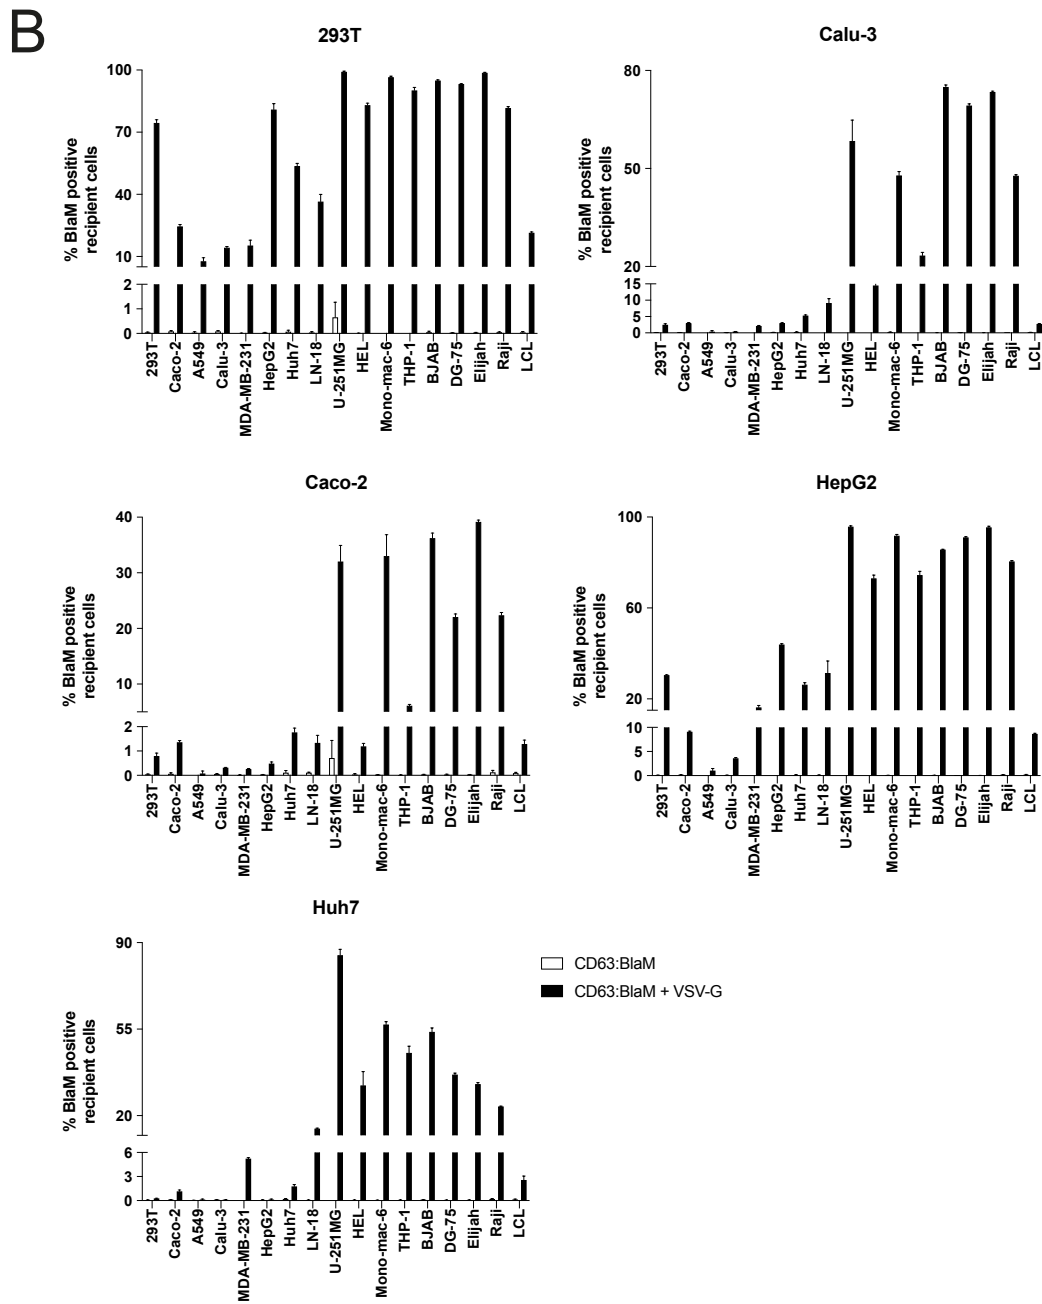 B
293T
% BlaM positive
recipient cells
100
70
40
10
2
1
0
293T
Caco-2
A549
Calu-3
MDA-MB-231
HepG2
Huh7
LN-18
U-251MG
HEL
Mono-mac-6
THP-1
BJAB
DG-75
Elijah
Raji
LCL
Calu-3
% BlaM positive
recipient cells
80
50
20
15
10
5
0
293T
Caco-2
A549
Calu-3
MDA-MB-231
HepG2
Huh7
LN-18
U-251MG
HEL
Mono-mac-6
THP-1
BJAB
DG-75
Elijah
Raji
LCL
Caco-2
% BlaM positive
recipient cells
40
30
20
10
2
1
0
293T
Caco-2
A549
Calu-3
MDA-MB-231
HepG2
Huh7
LN-18
U-251MG
HEL
Mono-mac-6
THP-1
BJAB
DG-75
Elijah
Raji
LCL
HepG2
% BlaM positive
recipient cells
100
60
20
10
5
0
293T
Caco-2
A549
Calu-3
MDA-MB-231
HepG2
Huh7
LN-18
U-251MG
HEL
Mono-mac-6
THP-1
BJAB
DG-75
Elijah
Raji
LCL
Huh7
% BlaM positive
recipient cells
90
55
20
6
3
0
293T
Caco-2
A549
Calu-3
MDA-MB-231
HepG2
Huh7
LN-18
U-251MG
HEL
Mono-mac-6
THP-1
BJAB
DG-75
Elijah
Raji
LCL
CD63:BlaM
CD63:BlaM + VSV-G